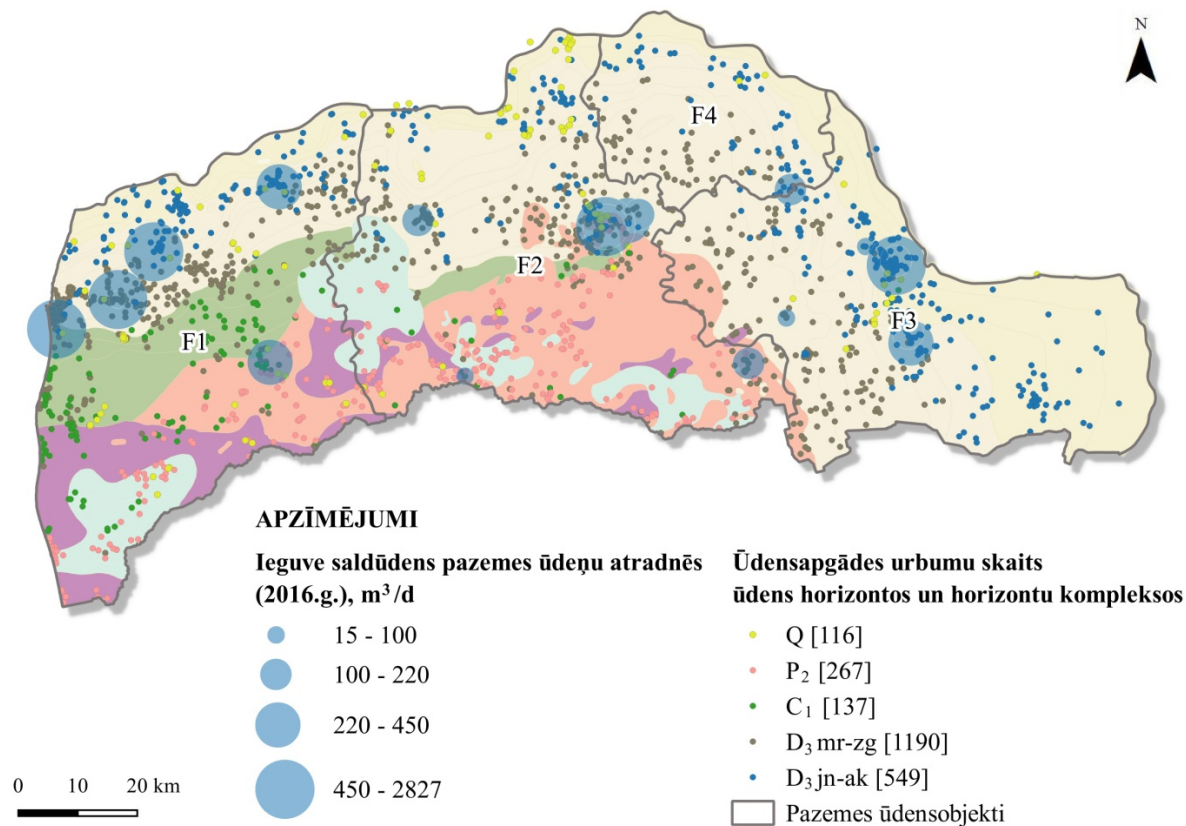 N
F4
F2
F1
F3
APZĪMĒJUMI
Ieguve saldūdens pazemes ūdeņu atradnēs
(2016.g.), m³/d
15 - 100
100 - 220
220 - 450
450 - 2827
Ūdensapgādes urbumu skaits
ūdens horizontos un horizontu kompleksos
Q [116]
P₂ [267]
C₁ [137]
D₃ mr-zg [1190]
D₃ jn-ak [549]
Pazemes ūdensobjekti
0 10 20 km